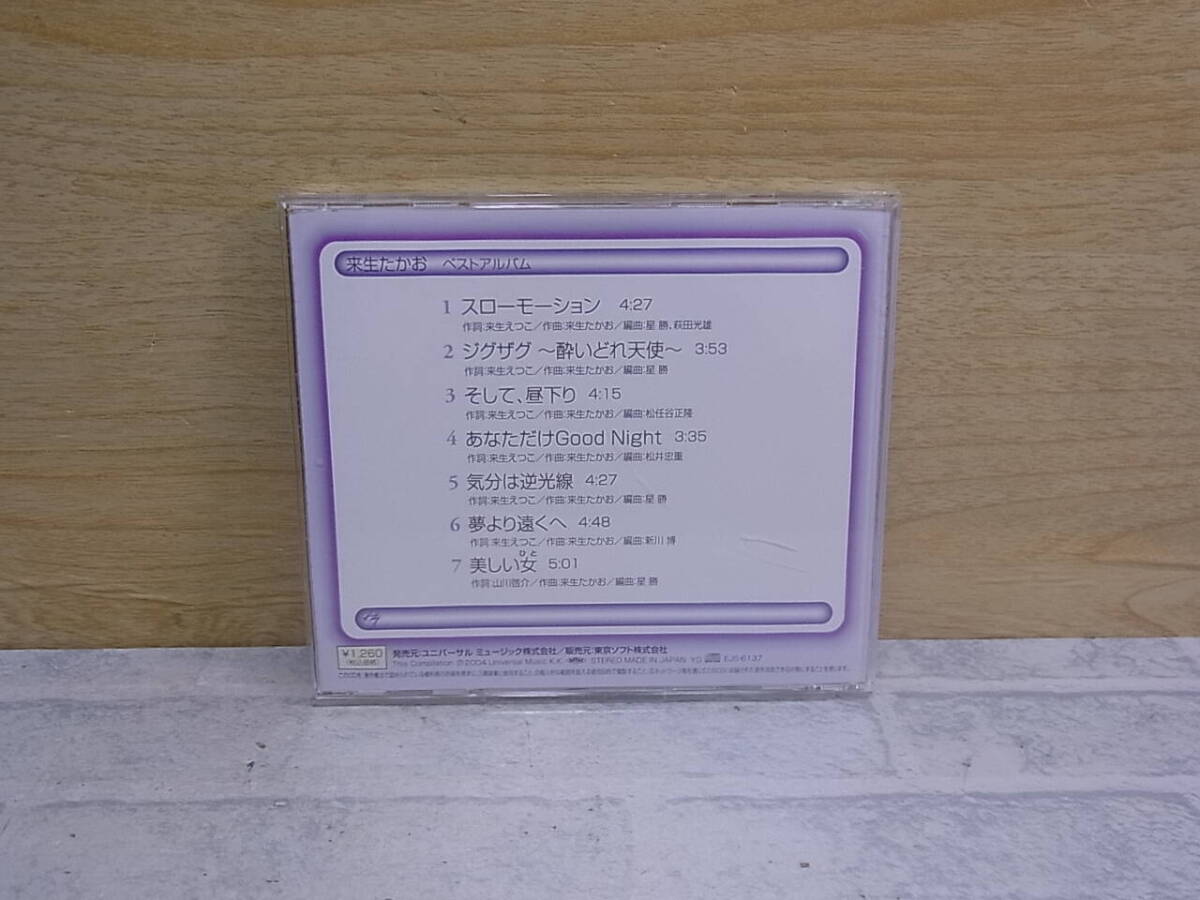 来生たかお ベストアルバム
1 スローモーション 4:27
作詞:来生えつこ/作曲:来生たかお/編曲:星 勝、萩田光雄
2 ジグザグ ～酔いどれ天使～ 3:53
作詞:来生えつこ/作曲:来生たかお/編曲:星 勝
3 そして、昼下り 4:15
作詞:来生えつこ/作曲:来生たかお/編曲:松任谷正隆
4 あなただけGood Night 3:35
作詞:来生えつこ/作曲:来生たかお/編曲:松井忠重
5 気分は逆光線 4:27
作詞:来生えつこ/作曲:来生たかお/編曲:星 勝
6 夢より遠くへ 4:48
作詞:来生えつこ/作曲:来生たかお/編曲:新川 博
ひと
7 美しい女 5:01
作詞:山川啓介/作曲:来生たかお/編曲:星 勝
¥1,260
(税込価格)
発売元:ユニバーサル ミュージック株式会社/販売元:東京ソフト株式会社
This Compilation ℗2004 Universal Music K.K. STEREO MADE IN JAPAN YD EJS-6137